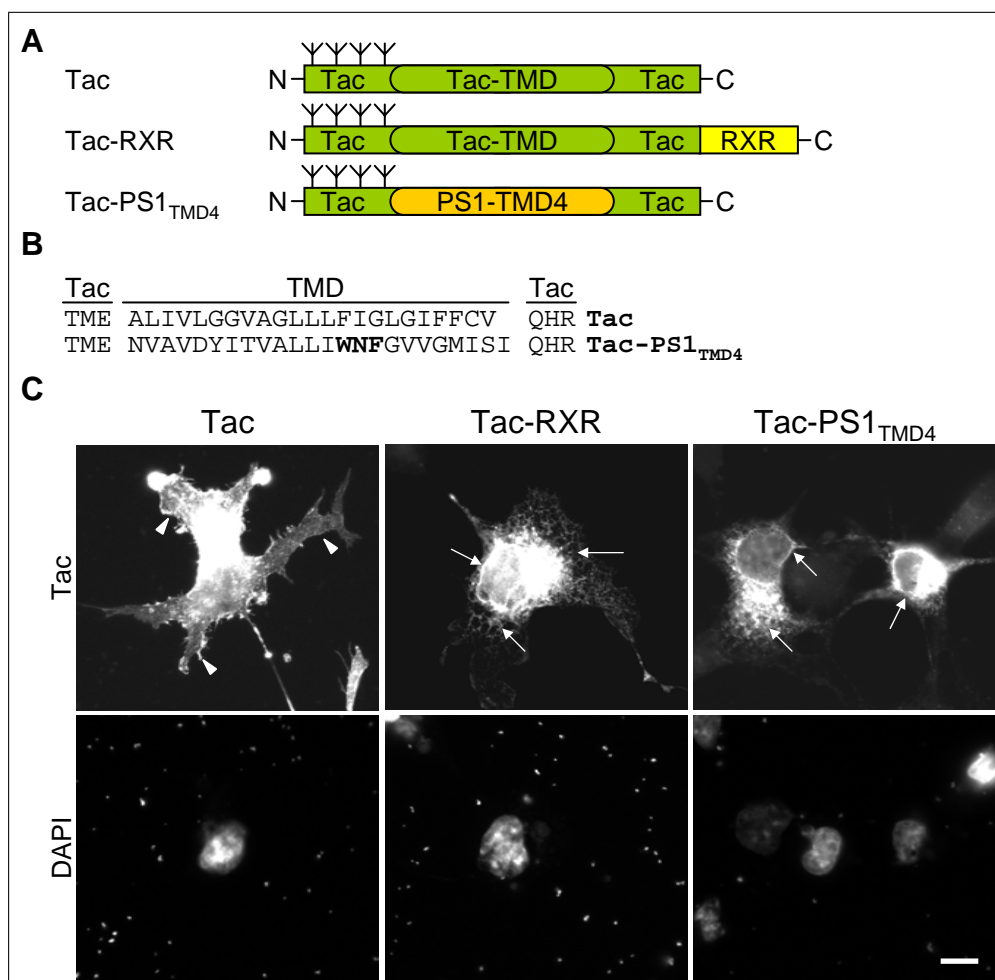 A
Tac N Tac Tac-TMD Tac C
Tac-RXR N Tac Tac-TMD Tac RXR C
Tac-PS1TMD4 N Tac PS1-TMD4 Tac C
B
Tac TMD Tac
TME ALIVLGGVAGLLLFIGLGIFFCV QHR Tac
TME NVAVDYITVALLIWNFGVVGMISI QHR Tac-PS1TMD4
C
Tac Tac-RXR Tac-PS1TMD4
Tac
DAPI